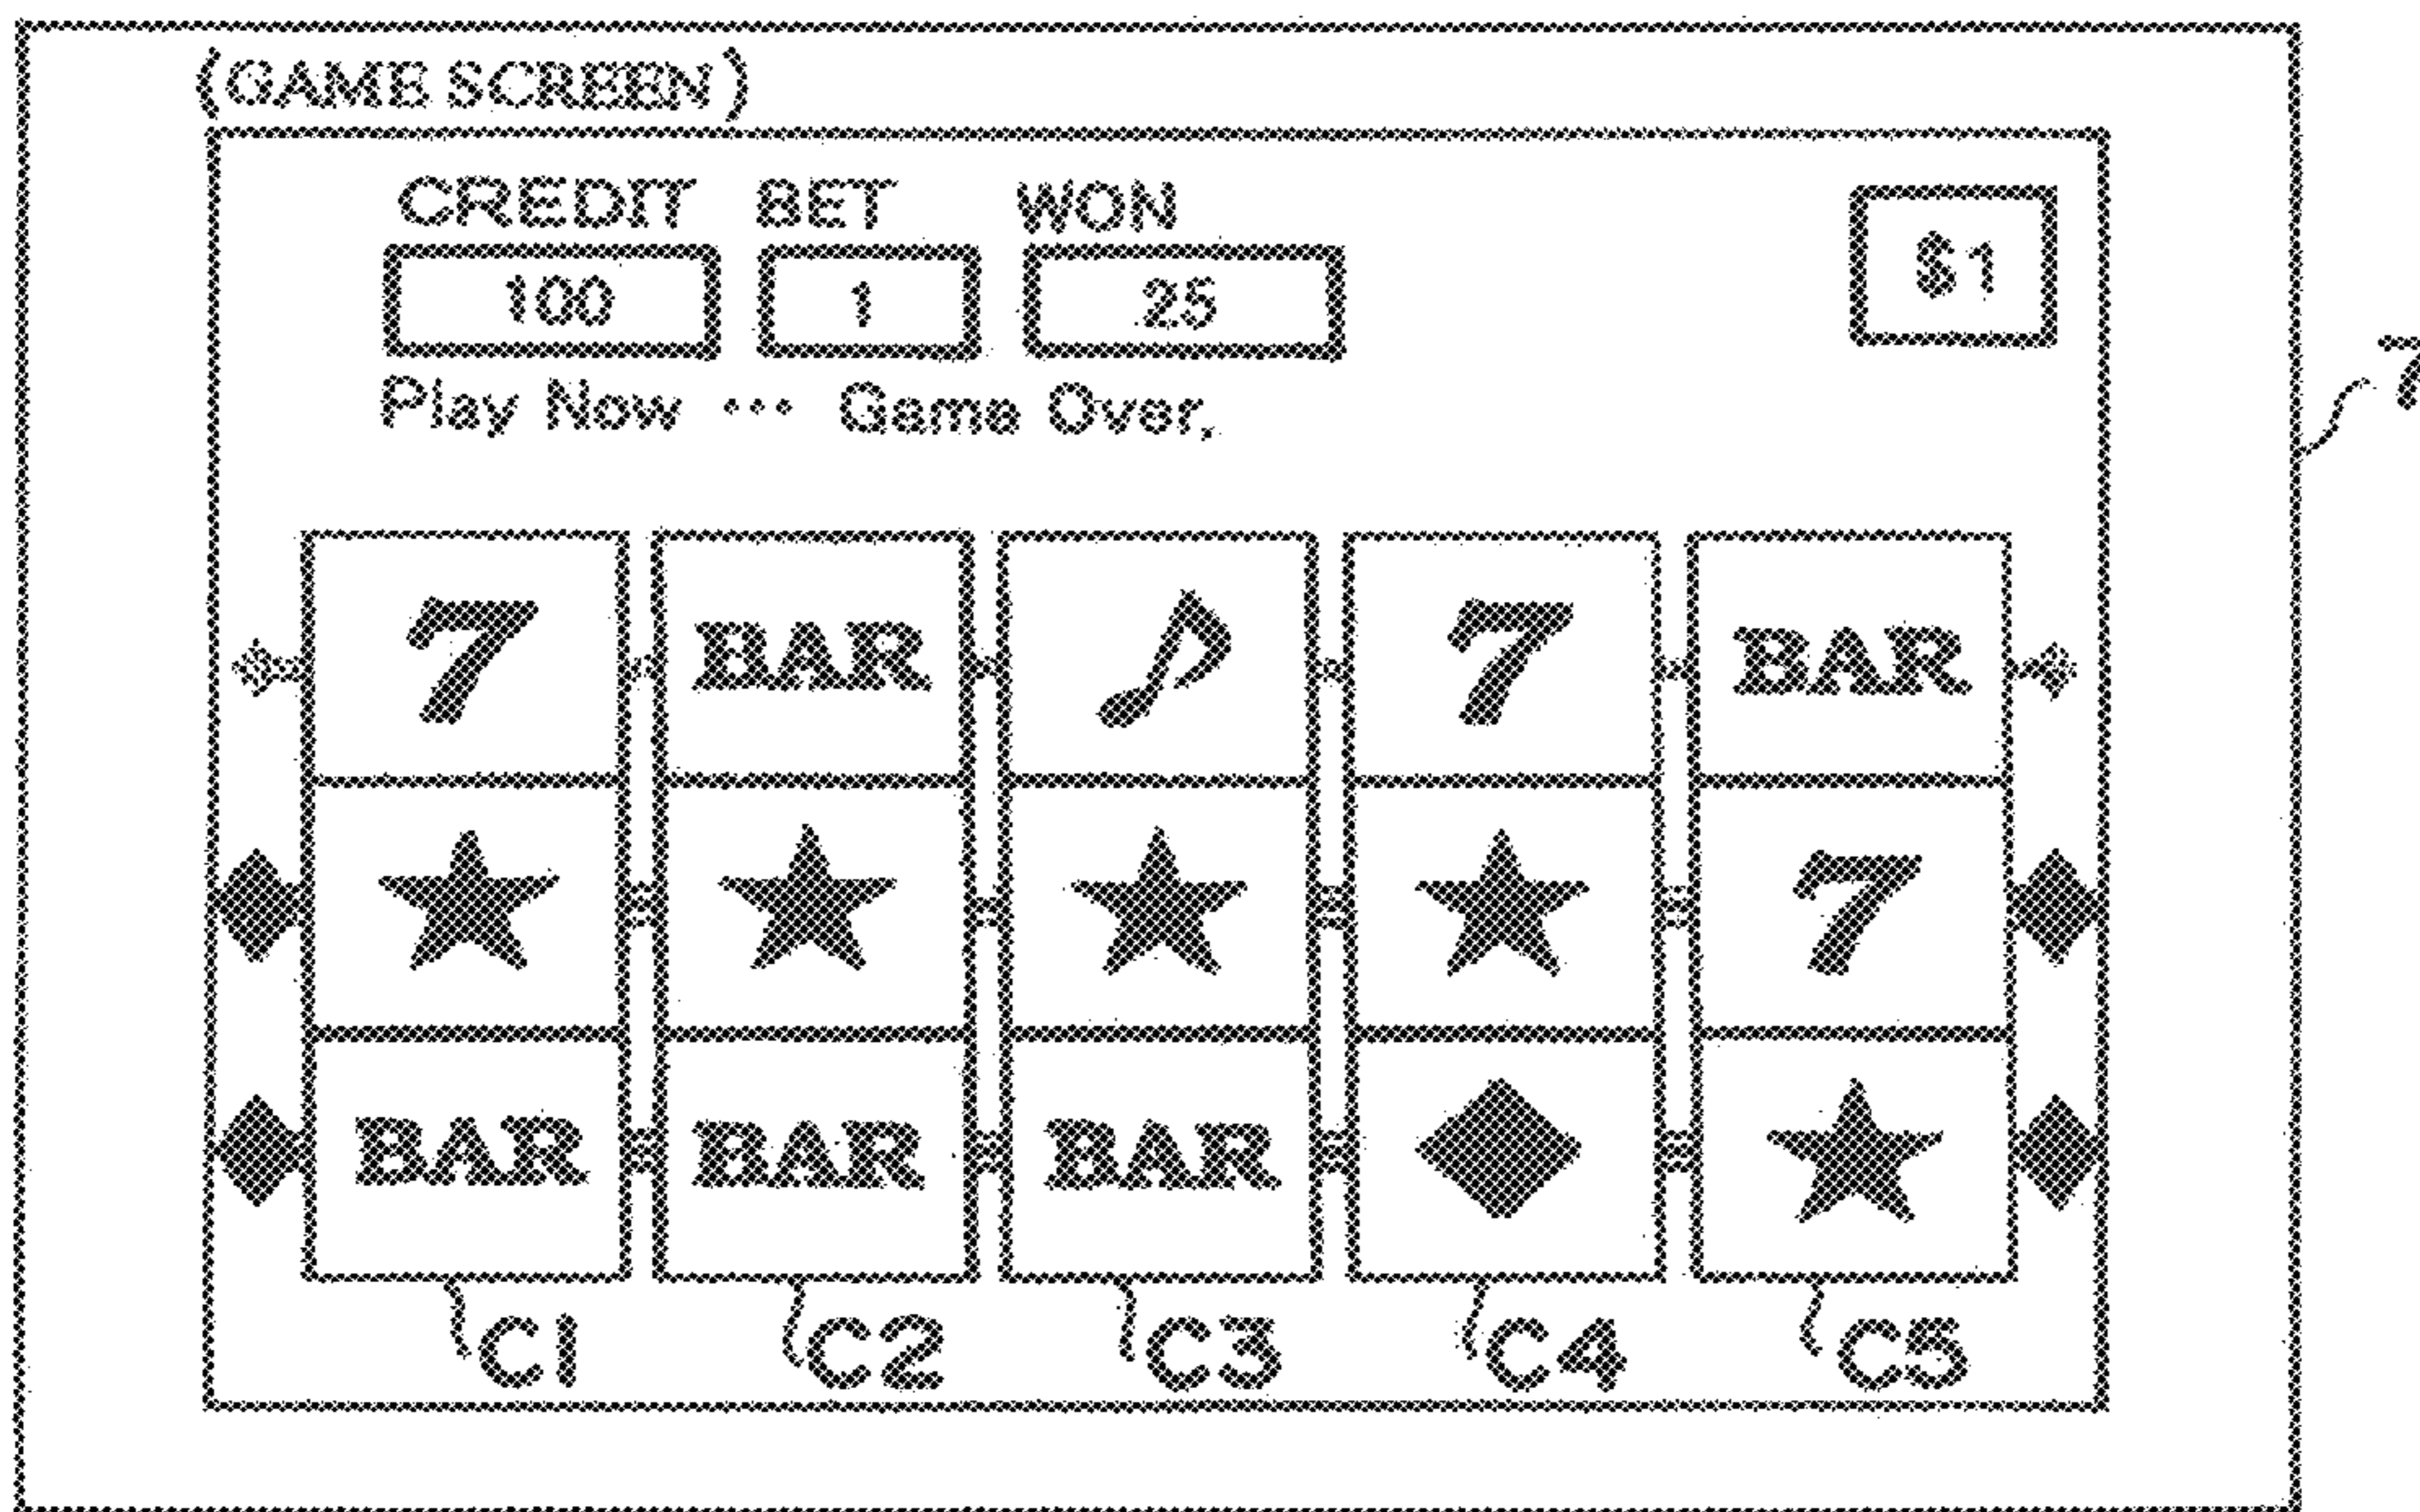 (GAME SCREEN)
CREDIT BET WON
100 1 25 $1
Play Now ... Game Over.
7
7 BAR 7 BAR
7
BAR BAR BAR
C1 C2 C3 C4 C5